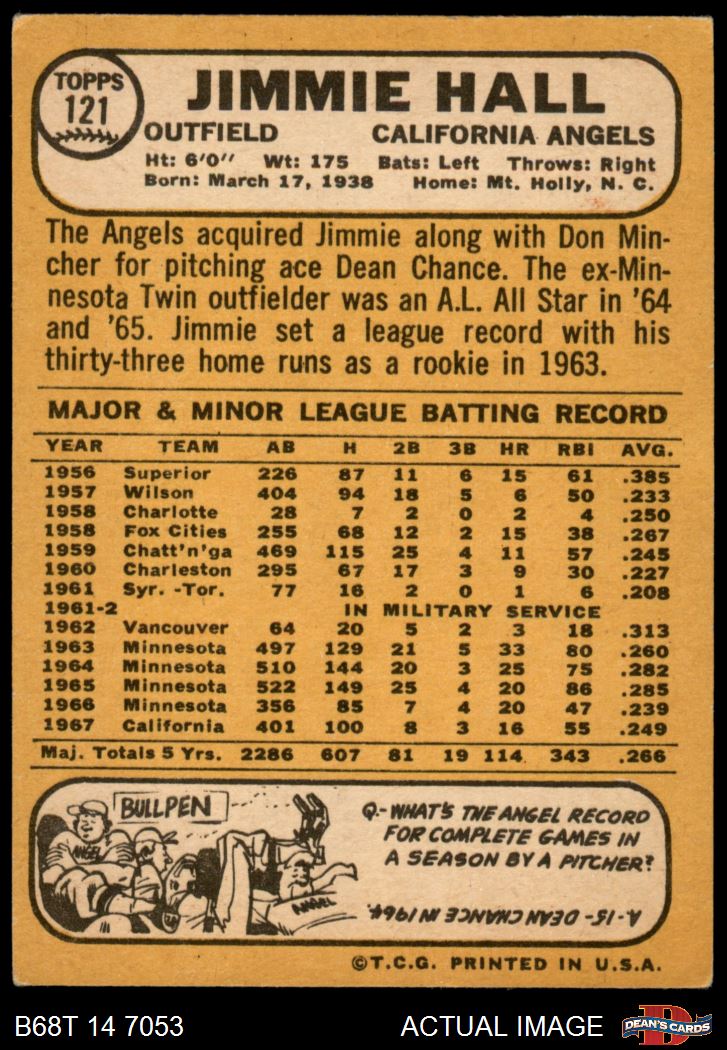 TOPPS
121
JIMMIE HALL
OUTFIELD CALIFORNIA ANGELS
Ht: 6'0" Wt: 175 Bats: Left Throws: Right
Born: March 17, 1938 Home: Mt. Holly, N. C.
The Angels acquired Jimmie along with Don Min-
cher for pitching ace Dean Chance. The ex-Min-
nesota Twin outfielder was an A.L. All Star in '64
and '65. Jimmie set a league record with his
thirty-three home runs as a rookie in 1963.
MAJOR & MINOR LEAGUE BATTING RECORD
YEAR TEAM AB H 2B 3B HR RBI AVG.
1956 Superior 226 87 11 6 15 61 .385
1957 Wilson 404 94 18 5 6 50 .233
1958 Charlotte 28 7 2 0 2 4 .250
1958 Fox Cities 255 68 12 2 15 38 .267
1959 Chatt'n'ga 469 115 25 4 11 57 .245
1960 Charleston 295 67 17 3 9 30 .227
1961 Syr. -Tor. 77 16 2 0 1 6 .208
1961-2 IN MILITARY SERVICE
1962 Vancouver 64 20 5 2 3 18 .313
1963 Minnesota 497 129 21 5 33 80 .260
1964 Minnesota 510 144 20 3 25 75 .282
1965 Minnesota 522 149 25 4 20 86 .285
1966 Minnesota 356 85 7 4 20 47 .239
1967 California 401 100 8 3 16 55 .249
Maj. Totals 5 Yrs. 2286 607 81 19 114 343 .266
BULLPEN
ANGEL
ANGEL
Q.-WHAT'S THE ANGEL RECORD
FOR COMPLETE GAMES IN
A SEASON BY A PITCHER?
A-15- DEAN CHANCE IN 1964.
©T.C.G. PRINTED IN U.S.A.
B68T 14 7053 ACTUAL IMAGE
D
DEAN'S CARDS